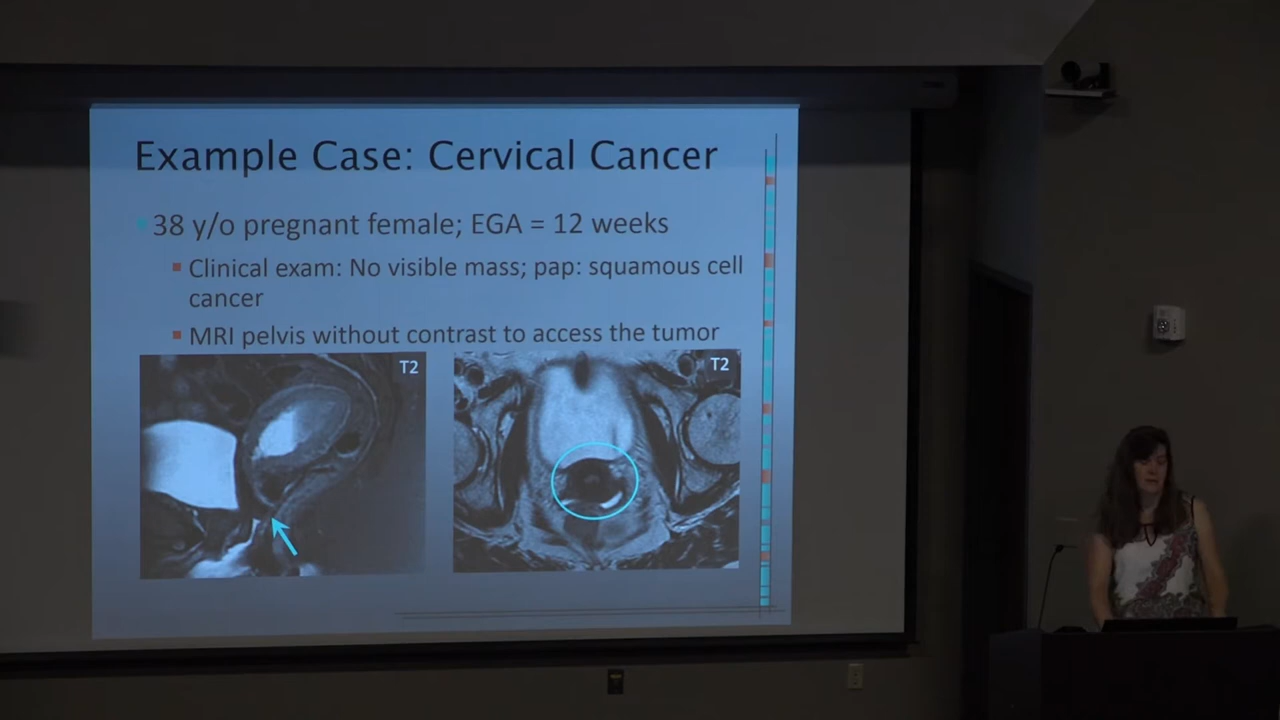 Example Case: Cervical Cancer
38 y/o pregnant female; EGA = 12 weeks
Clinical exam: No visible mass; pap: squamous cell
cancer
MRI pelvis without contrast to access the tumor
T2
T2